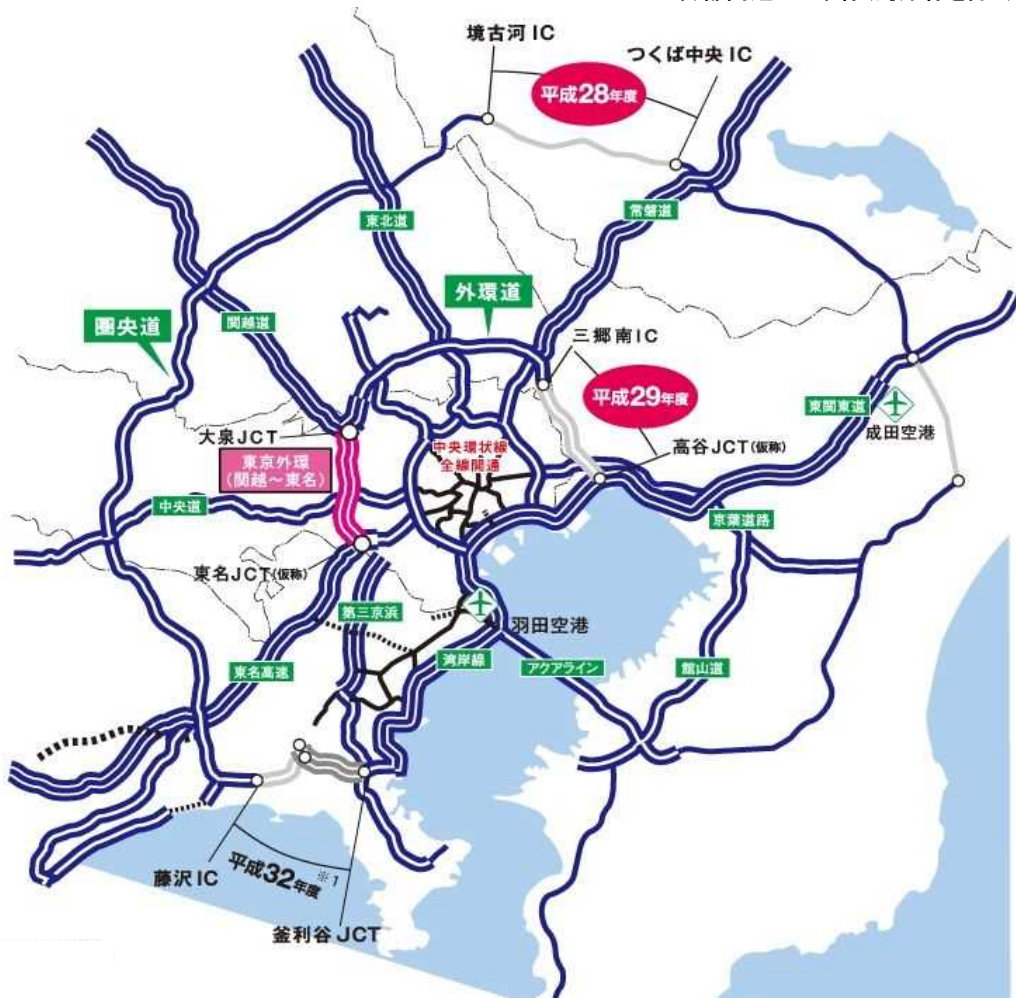 境古河IC
つくば中央IC
平成28年度
東北道
常磐道
外環道
関越道
圏央道
三郷南IC
平成29年度
東関東道
成田空港
大泉JCT
中央環状線
全線開通
高谷JCT(仮称)
東京外環
(関越～東名)
中央道
京葉道路
東名JCT(仮称)
第三京浜
羽田空港
東名高速
湾岸線
アクアライン
館山道
藤沢IC
平成32年度
※1
釜利谷JCT